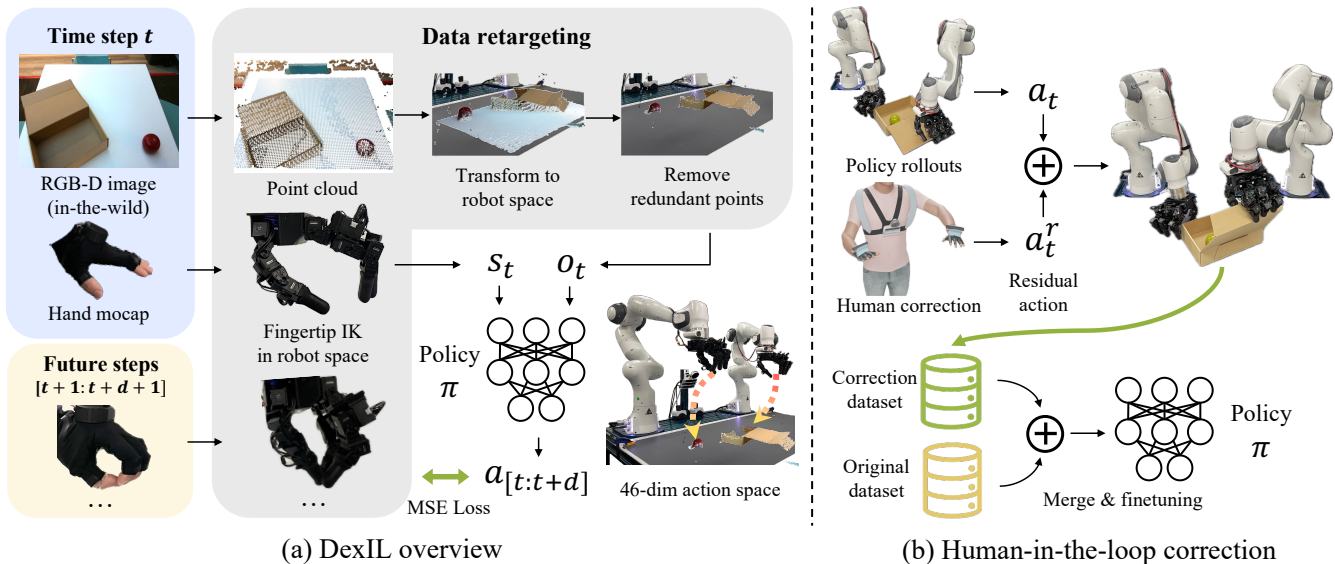 Time step t
RGB-D image
(in-the-wild)
Hand mocap
Future steps
[t + 1: t + d + 1]
...
Data retargeting
Point cloud
Transform to
robot space
Remove
redundant points
Fingertip IK
in robot space
...
s_t
o_t
Policy
π
a_[t:t+d]
MSE Loss
46-dim action space
(a) DexIL overview
Policy rollouts
a_t
Human correction
a_t^r
Residual
action
Correction
dataset
Original
dataset
Policy
π
Merge & finetuning
(b) Human-in-the-loop correction